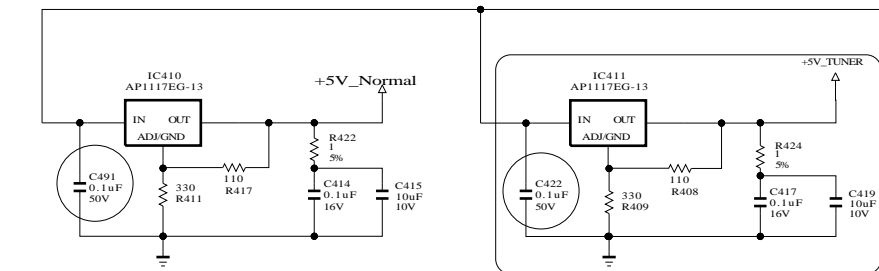 IC410
AP1117EG-13
+5V_Normal
IN OUT
ADJ/GND
R422
1
5%
110
R417
C491
0.1uF
50V
330
R411
C414
0.1uF
16V
C415
10uF
10V
IC411
AP1117EG-13
+5V_TUNER
IN OUT
ADJ/GND
R424
1
5%
110
R408
C422
0.1uF
50V
330
R409
C417
0.1uF
16V
C419
10uF
10V